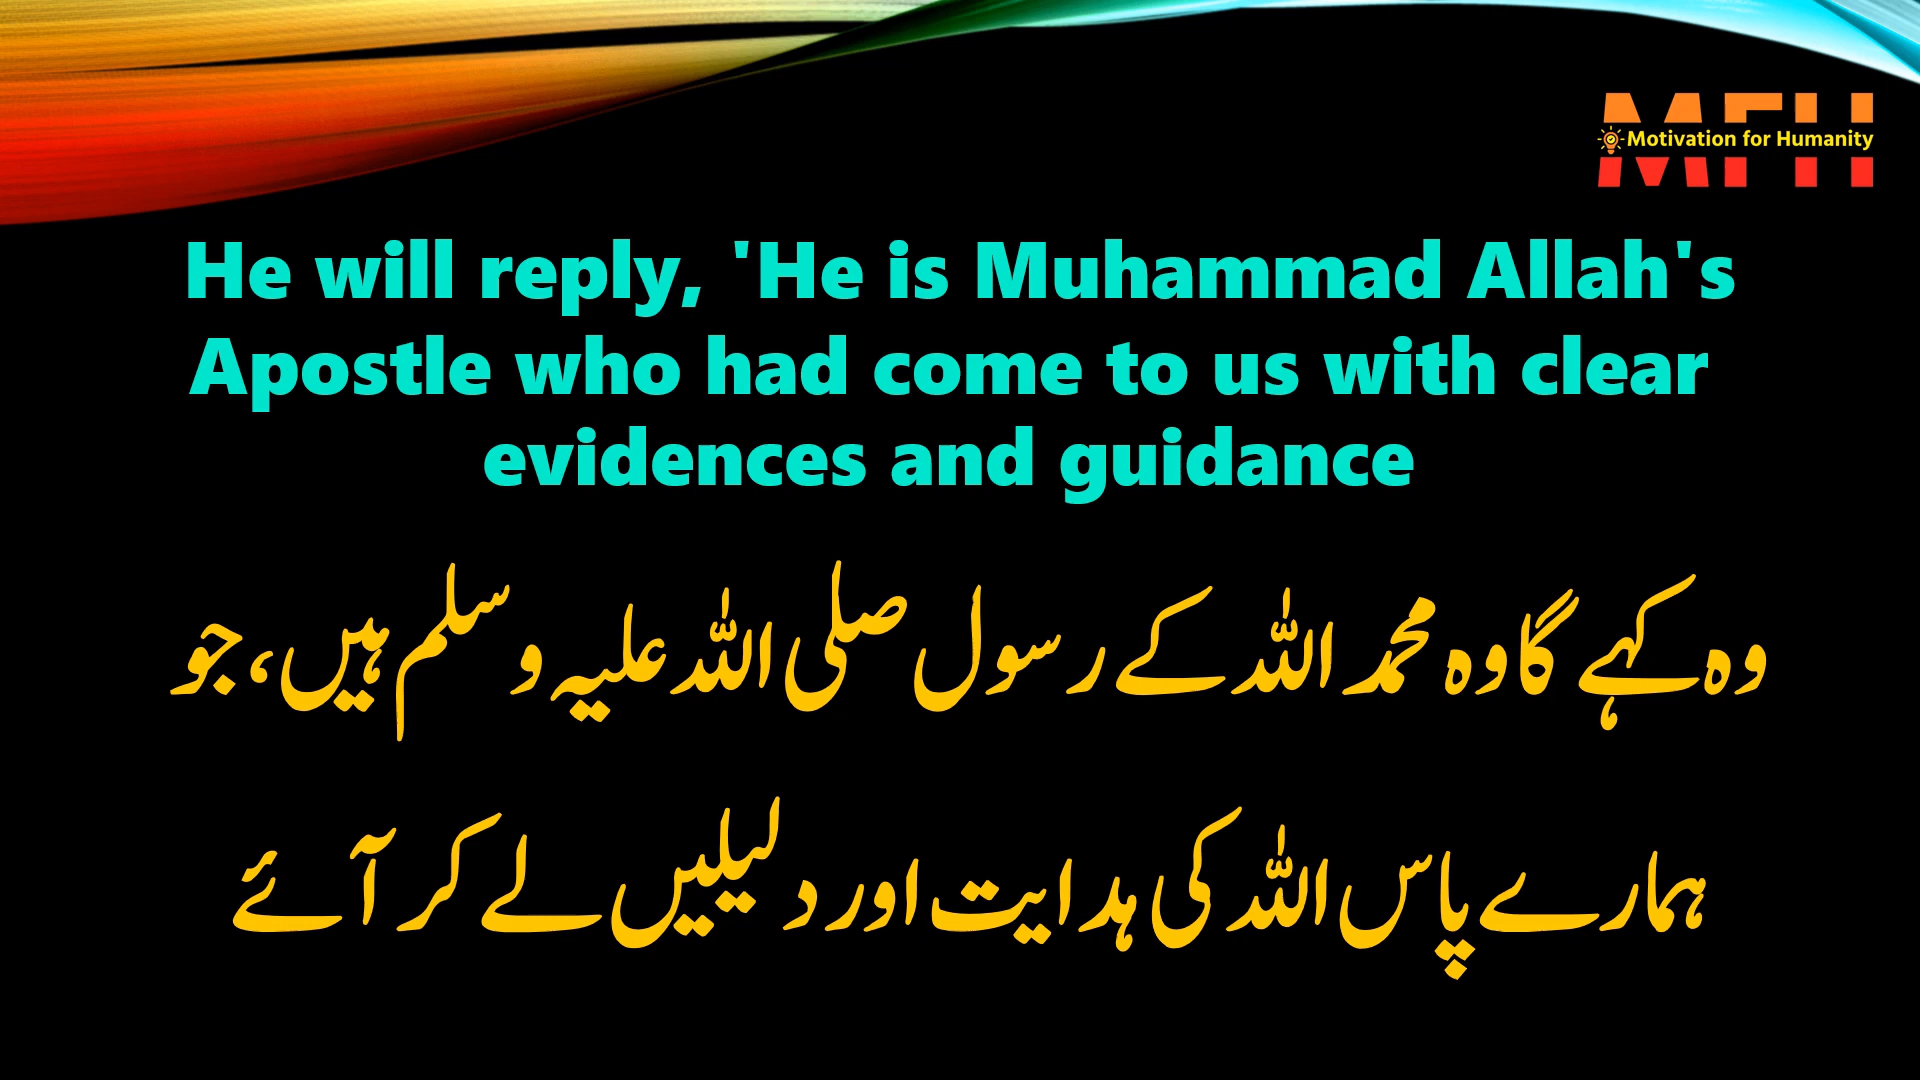 MFH
Motivation for Humanity
He will reply, 'He is Muhammad Allah's
Apostle who had come to us with clear
evidences and guidance
وہ کہے گا وہ محمد اللہ کے رسول صلی اللہ علیہ وسلم ہیں، جو
ہمارے پاس اللہ کی ہدایت اور دلیلیں لے کر آئے